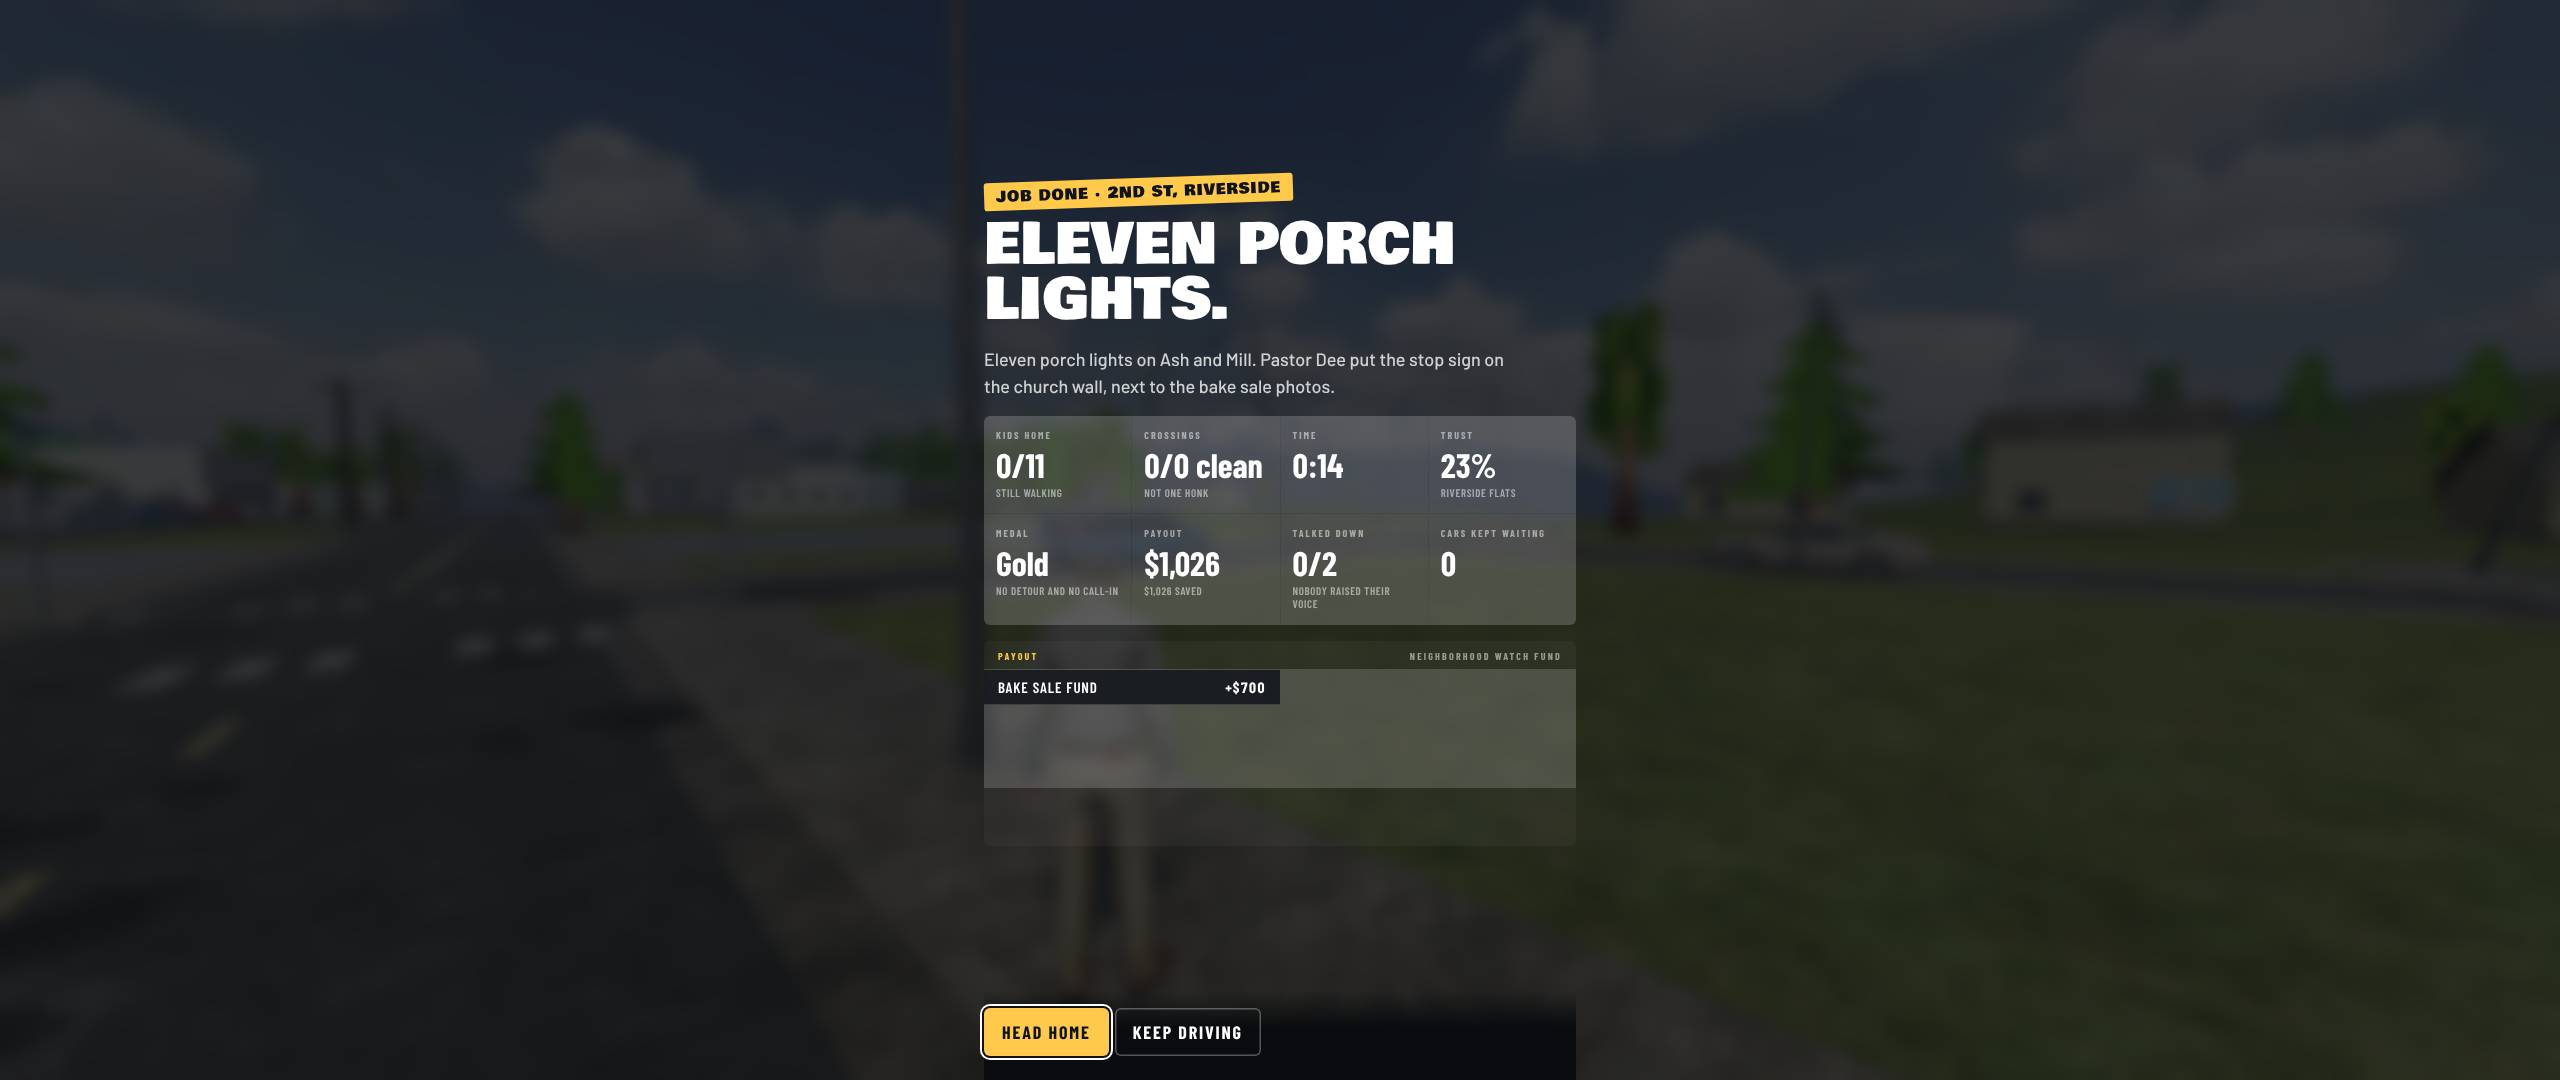 JOB DONE · 2ND ST, RIVERSIDE
ELEVEN PORCH
LIGHTS.
Eleven porch lights on Ash and Mill. Pastor Dee put the stop sign on
the church wall, next to the bake sale photos.
KIDS HOME
0/11
STILL WALKING
CROSSINGS
0/0 clean
NOT ONE HONK
TIME
0:14
TRUST
23%
RIVERSIDE FLATS
MEDAL
Gold
NO DETOUR AND NO CALL-IN
PAYOUT
$1,026
$1,026 SAVED
TALKED DOWN
0/2
NOBODY RAISED THEIR
VOICE
CARS KEPT WAITING
0
PAYOUT NEIGHBORHOOD WATCH FUND
BAKE SALE FUND +$700
HEAD HOME KEEP DRIVING